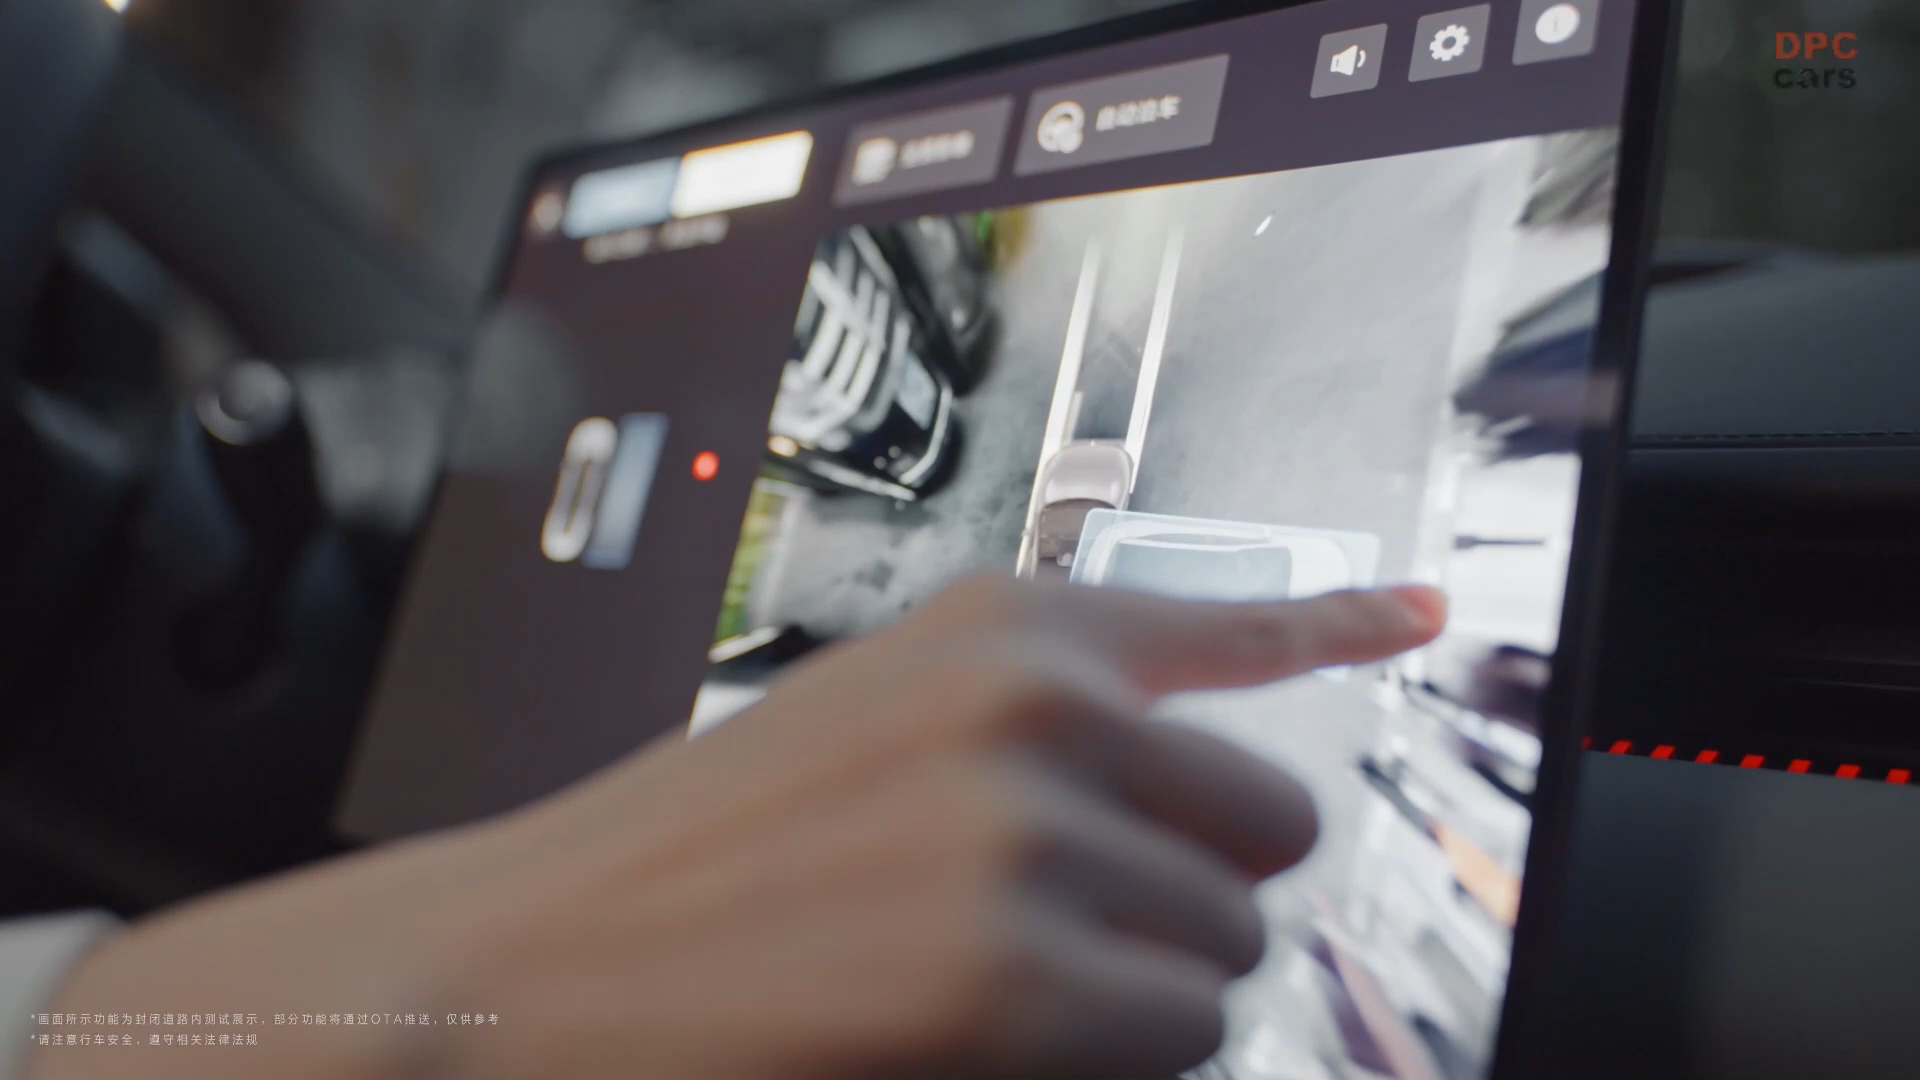 DPC
cars
自动泊车
*画面所示功能为封闭道路内测试展示，部分功能将通过OTA推送，仅供参考
*请注意行车安全，遵守相关法律法规